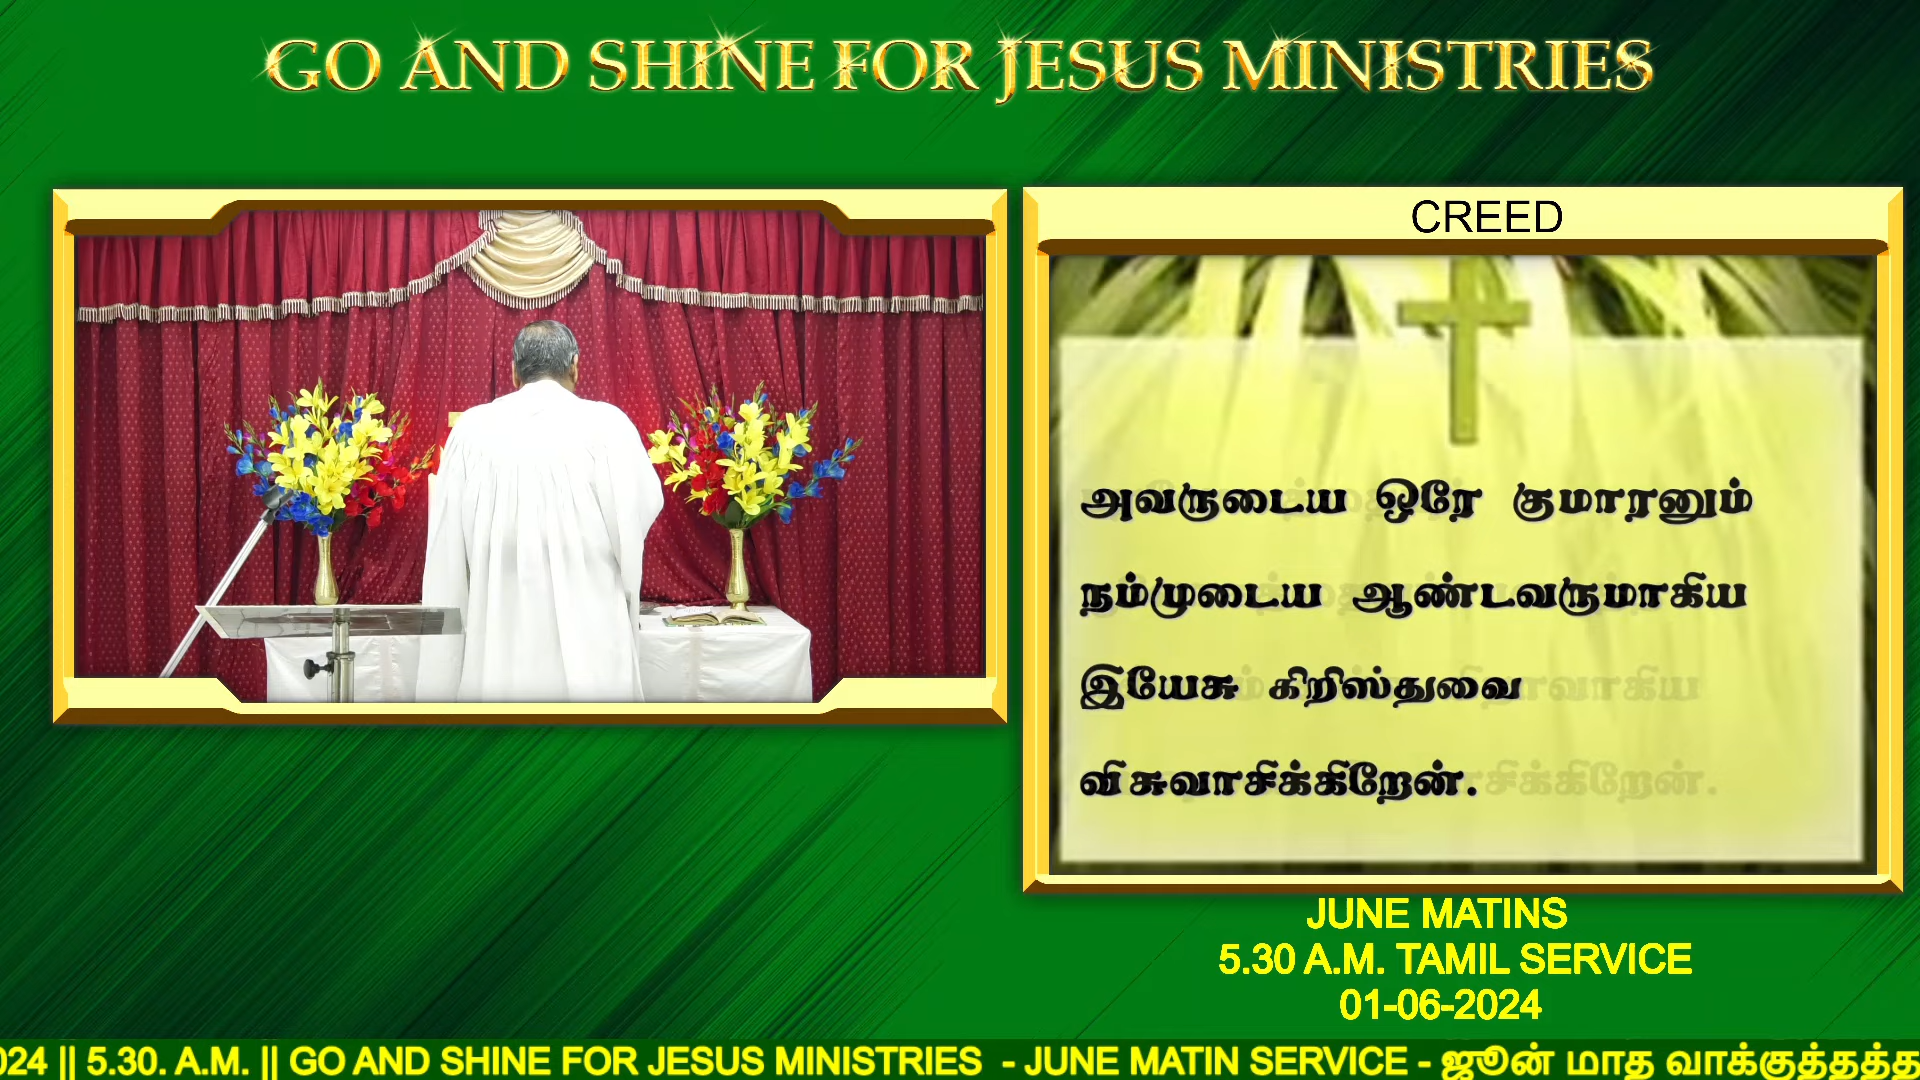 GO AND SHINE FOR JESUS MINISTRIES
CREED
அவருடைய ஒரே குமாரனும்
நம்முடைய ஆண்டவருமாகிய
இயேசு கிறிஸ்துவை
விசுவாசிக்கிறேன்.
JUNE MATINS
5.30 A.M. TAMIL SERVICE
01-06-2024
024 || 5.30. A.M. || GO AND SHINE FOR JESUS MINISTRIES - JUNE MATIN SERVICE - ஜூன் மாத வாக்குத்தத்த